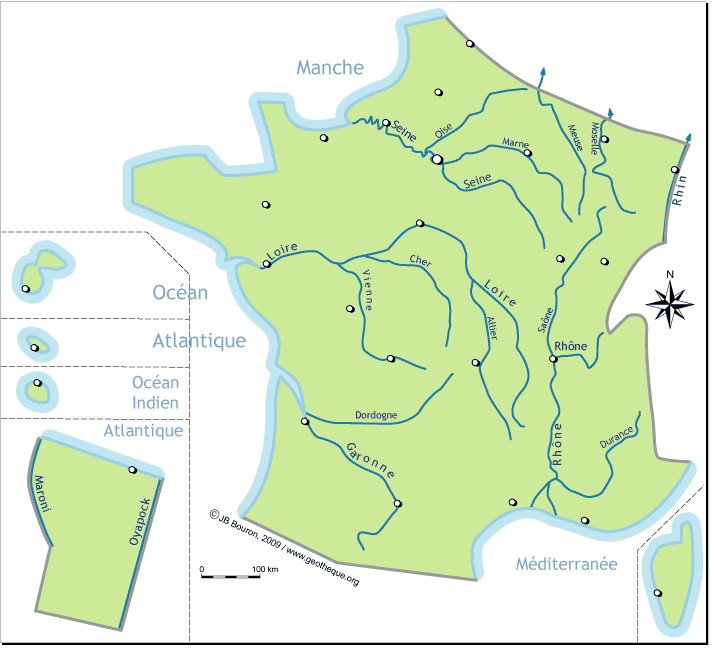 Manche
Seine
Oise
Marne
Meuse
Moselle
Rhin
Seine
N
Loire
Cher
Vienne
Loire
Allier
Saône
Rhône
Océan
Atlantique
Océan
Indien
Atlantique
Dordogne
Garonne
Rhône
Durance
Maroni
Oyapock
© JB Bouron, 2009 / www.geotheque.org
0 100 km
Méditerranée